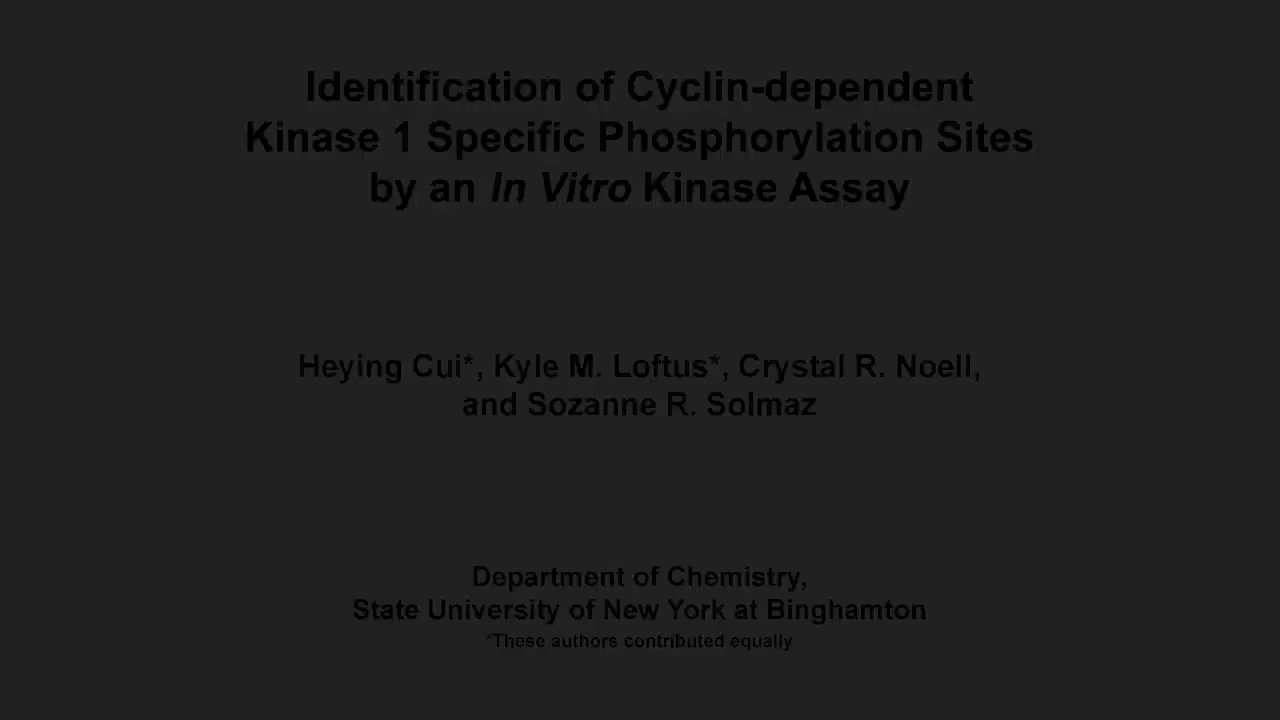 Identification of Cyclin-dependent
Kinase 1 Specific Phosphorylation Sites
by an In Vitro Kinase Assay
Heying Cui*, Kyle M. Loftus*, Crystal R. Noell,
and Sozanne R. Solmaz
Department of Chemistry,
State University of New York at Binghamton
*These authors contributed equally